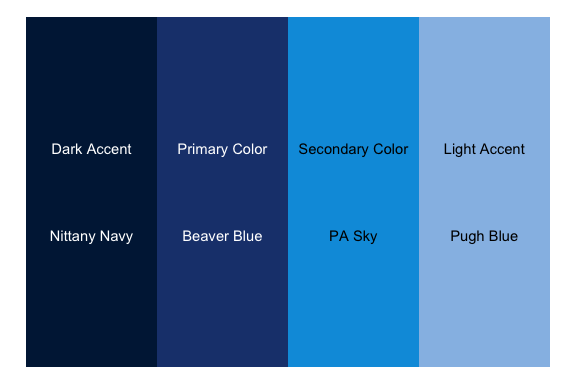 Dark Accent
Primary Color
Secondary Color
Light Accent
Nittany Navy
Beaver Blue
PA Sky
Pugh Blue